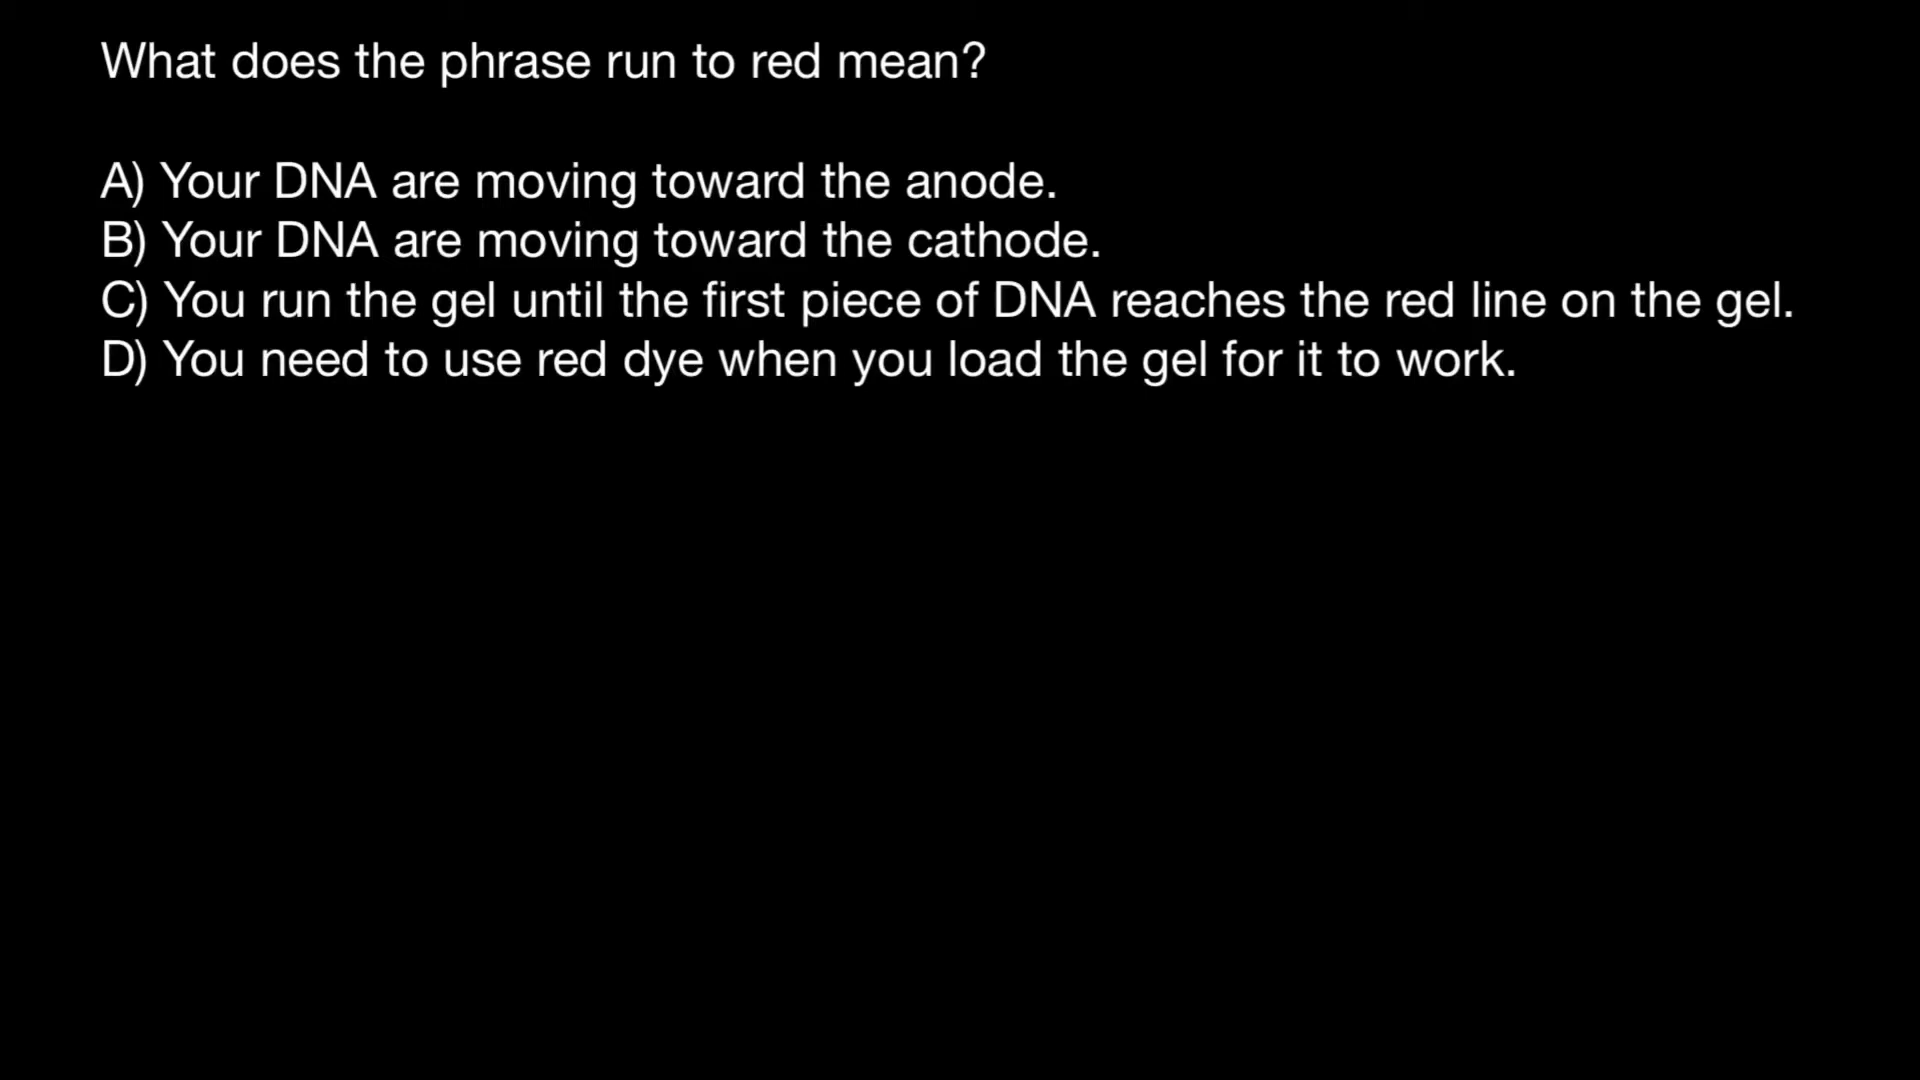 What does the phrase run to red mean?
A) Your DNA are moving toward the anode.
B) Your DNA are moving toward the cathode.
C) You run the gel until the first piece of DNA reaches the red line on the gel.
D) You need to use red dye when you load the gel for it to work.